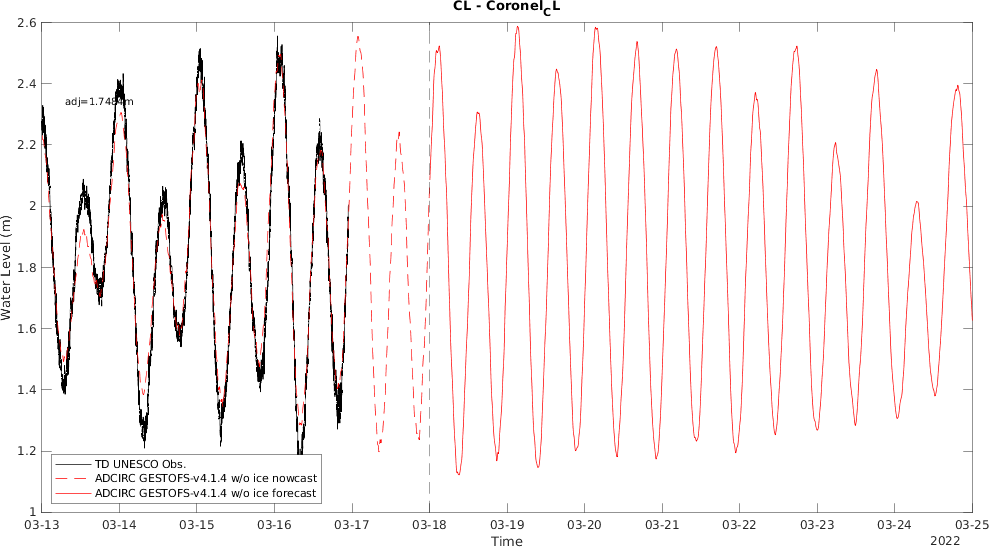 CL - Coronel_CL
2.6
2.4
adj=1.7484m
2.2
2
1.8
1.6
1.4
1.2
1
Water Level (m)
TD UNESCO Obs.
ADCIRC GESTOFS-v4.1.4 w/o ice nowcast
ADCIRC GESTOFS-v4.1.4 w/o ice forecast
03-13 03-14 03-15 03-16 03-17 03-18 03-19 03-20 03-21 03-22 03-23 03-24 03-25
Time
2022